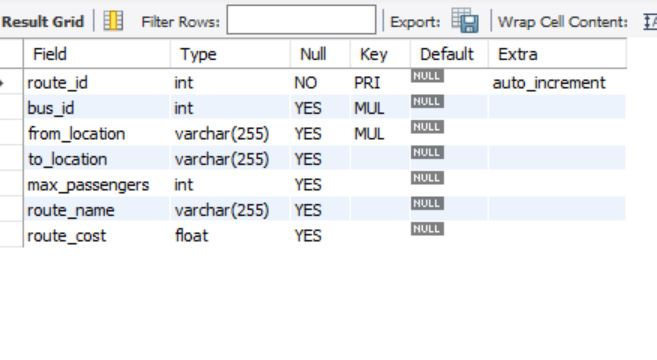 Result Grid Filter Rows: Export: Wrap Cell Content:
Field Type Null Key Default Extra
route_id int NO PRI NULL auto_increment
bus_id int YES MUL NULL
from_location varchar(255) YES MUL NULL
to_location varchar(255) YES NULL
max_passengers int YES NULL
route_name varchar(255) YES NULL
route_cost float YES NULL